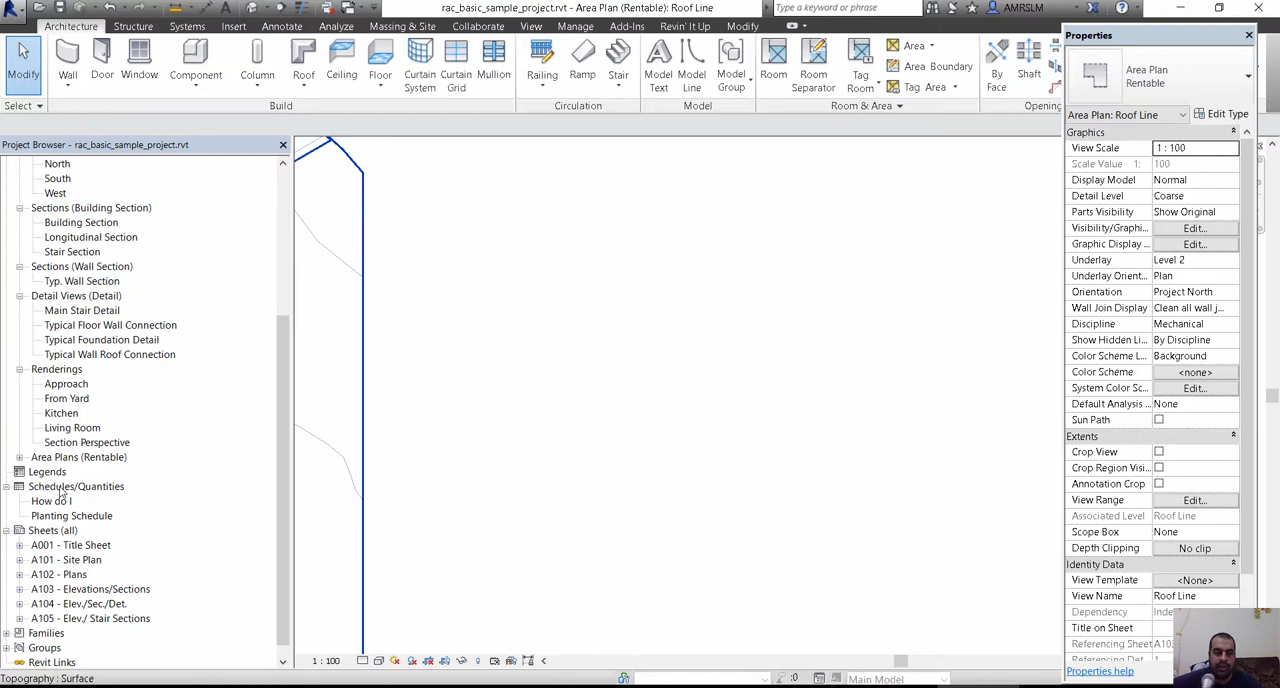 rac_basic_sample_project.rvt - Area Plan (Rentable): Roof Line
Type a keyword or phrase
AMRSLM
Architecture Structure Insert Annotate Analyze Massing & Site Collaborate View Manage Add-Ins Revin' It Up Modify
Modify Wall Door Window Component Column Roof Ceiling Floor Curtain System Curtain Grid Mullion Railing Ramp Stair Model Text Model Line Model Group Room Room Separator Tag Room
Area
Area Boundary
Tag Area
By Face Shaft
Select Build Circulation Model Room & Area Opening
Project Browser - rac_basic_sample_project.rvt
North
South
West
Sections (Building Section)
Building Section
Longitudinal Section
Stair Section
Sections (Wall Section)
Typ. Wall Section
Detail Views (Detail)
Main Stair Detail
Typical Floor Wall Connection
Typical Foundation Detail
Typical Wall Roof Connection
Renderings
Approach
From Yard
Kitchen
Living Room
Section Perspective
Area Plans (Rentable)
Legends
Schedules/Quantities
How do I
Planting Schedule
Sheets (all)
A001 - Title Sheet
A101 - Site Plan
A102 - Plans
A103 - Elevations/Sections
A104 - Elev./Sec./Det.
A105 - Elev./ Stair Sections
Families
Groups
Revit Links
Topography : Surface
1 : 100
:0
Main Model
Properties
Area Plan
Rentable
Area Plan: Roof Line Edit Type
Graphics
View Scale 1 : 100
Scale Value 1: 100
Display Model Normal
Detail Level Coarse
Parts Visibility Show Original
Visibility/Graphi... Edit...
Graphic Display ... Edit...
Underlay Level 2
Underlay Orient... Plan
Orientation Project North
Wall Join Display Clean all wall j...
Discipline Mechanical
Show Hidden Li... By Discipline
Color Scheme L... Background
Color Scheme <none>
System Color Sc... Edit...
Default Analysis ... None
Sun Path
Extents
Crop View
Crop Region Visi...
Annotation Crop
View Range Edit...
Associated Level Roof Line
Scope Box None
Depth Clipping No clip
Identity Data
View Template <None>
View Name Roof Line
Dependency
Title on Sheet
Referencing Sheet
Properties help